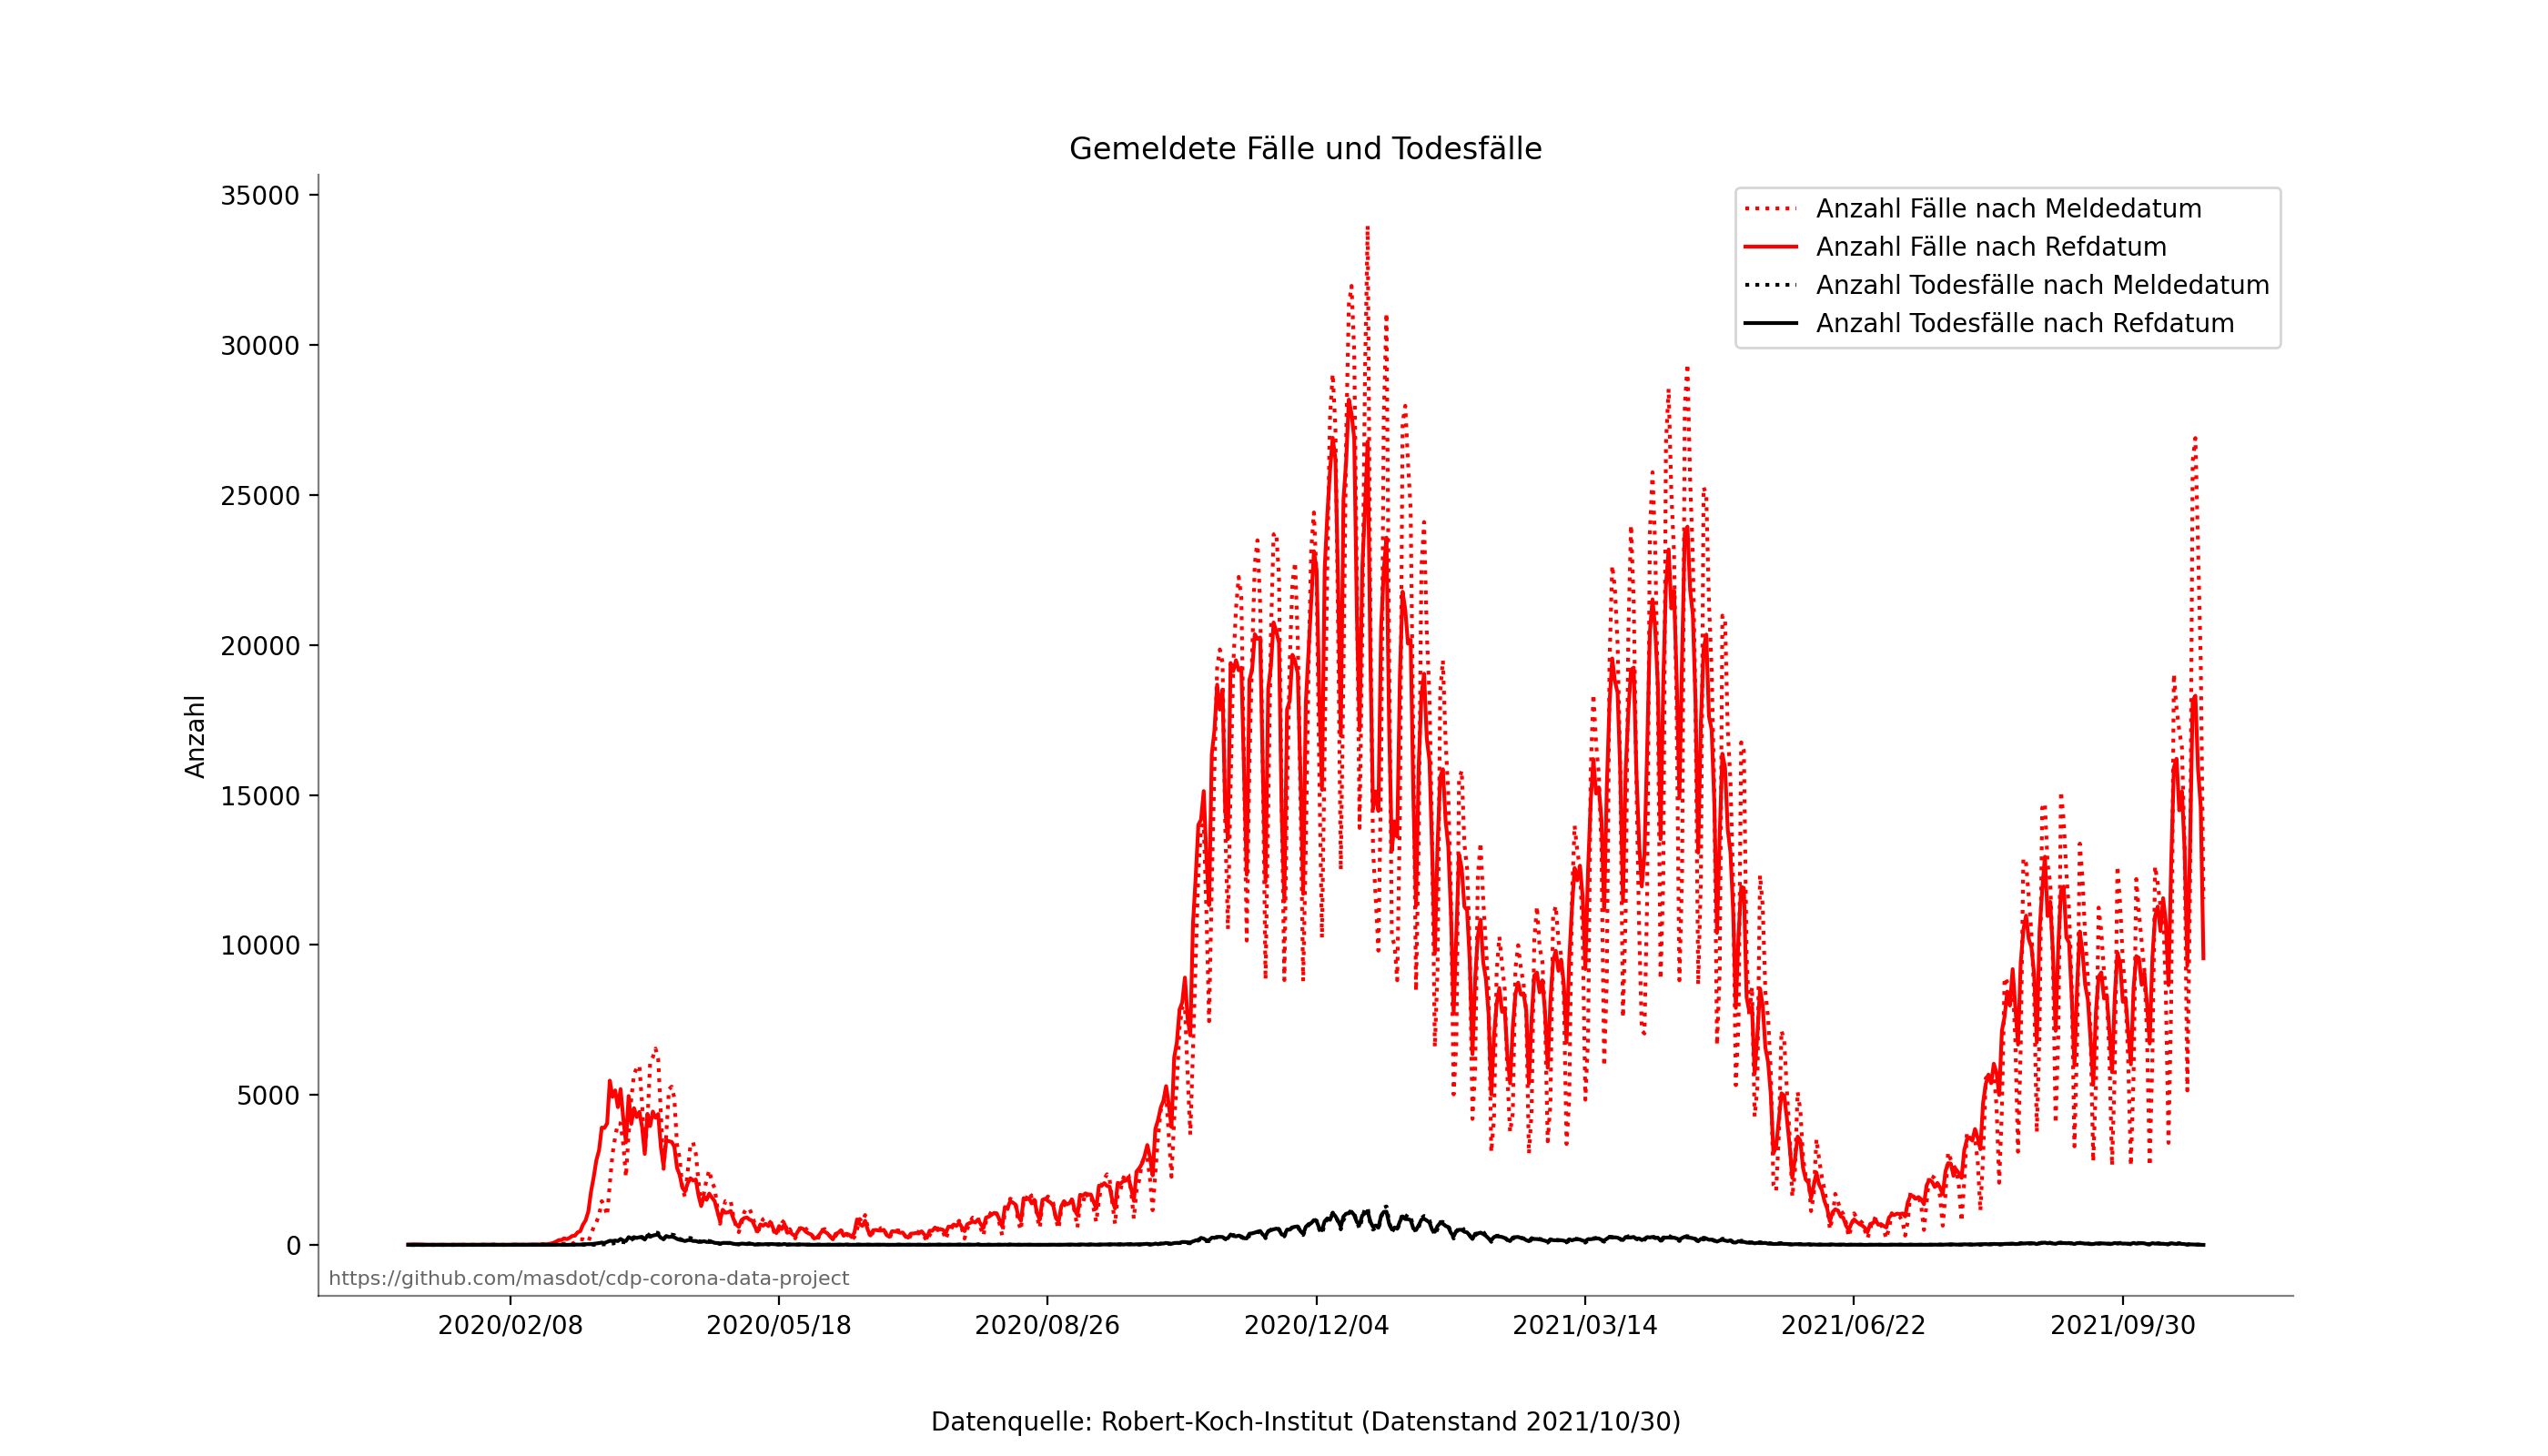 Gemeldete Fälle und Todesfälle
35000
30000
25000
20000
15000
10000
5000
0
Anzahl
Anzahl Fälle nach Meldedatum
Anzahl Fälle nach Refdatum
Anzahl Todesfälle nach Meldedatum
Anzahl Todesfälle nach Refdatum
https://github.com/masdot/cdp-corona-data-project
2020/02/08
2020/05/18
2020/08/26
2020/12/04
2021/03/14
2021/06/22
2021/09/30
Datenquelle: Robert-Koch-Institut (Datenstand 2021/10/30)